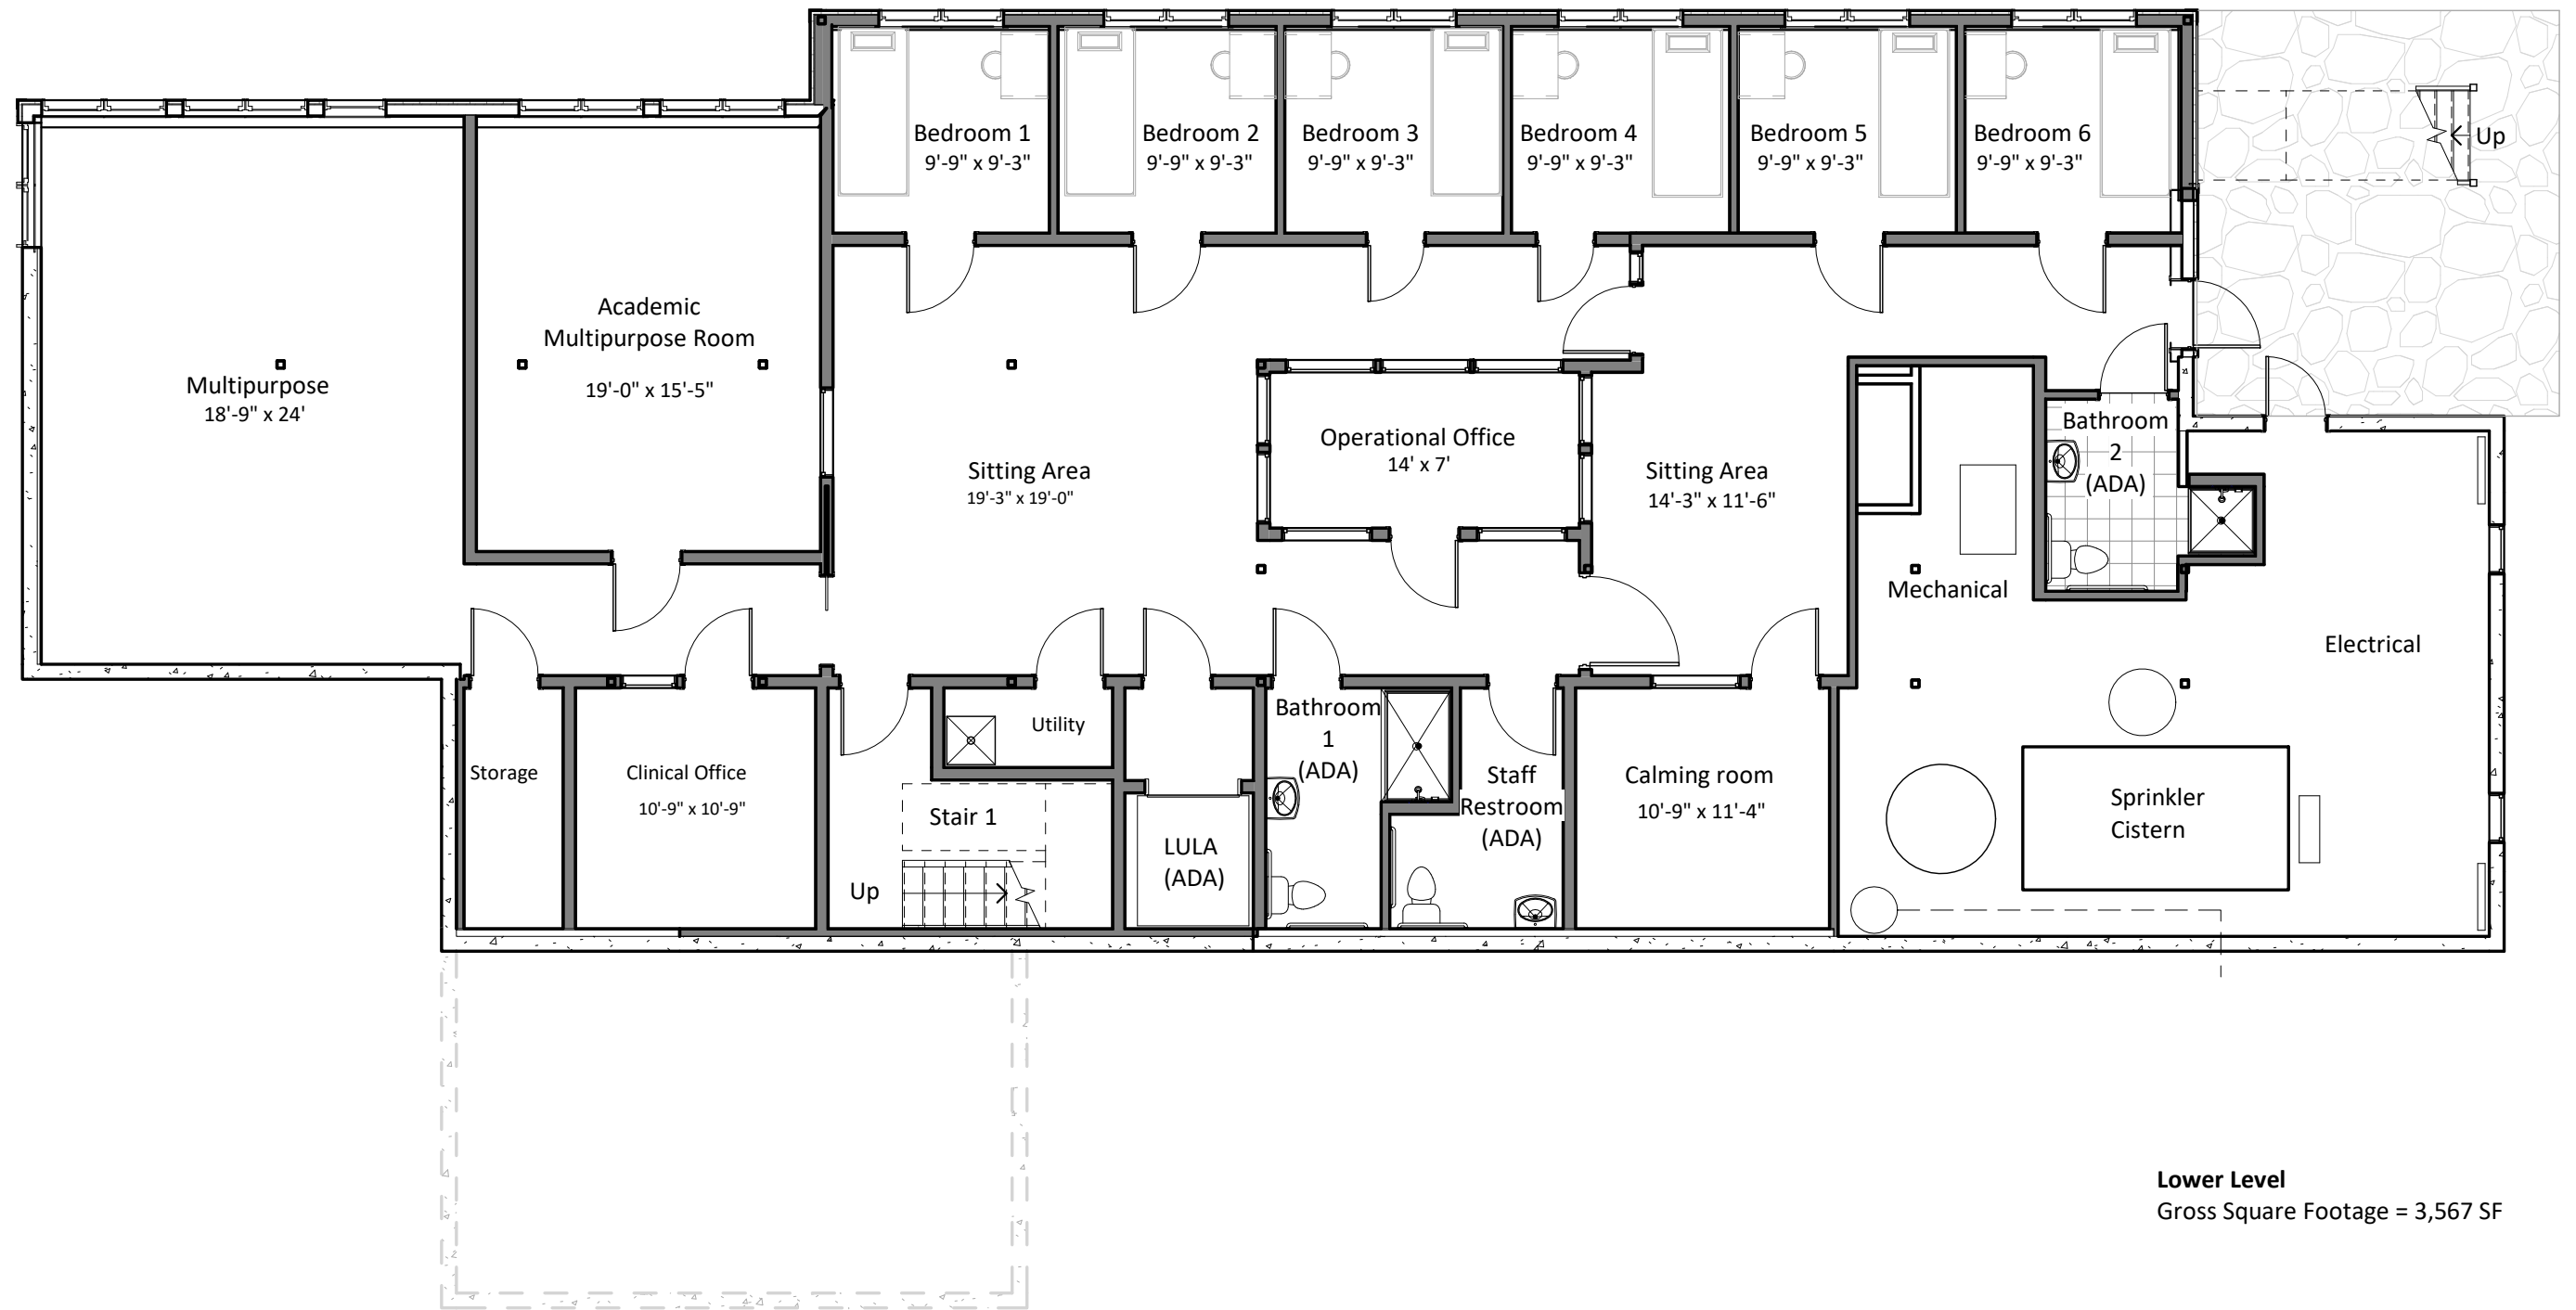 Bedroom 1
9'-9" x 9'-3"
Bedroom 2
9'-9" x 9'-3"
Bedroom 3
9'-9" x 9'-3"
Bedroom 4
9'-9" x 9'-3"
Bedroom 5
9'-9" x 9'-3"
Bedroom 6
9'-9" x 9'-3"
Up
Multipurpose
18'-9" x 24'
Academic
Multipurpose Room
19'-0" x 15'-5"
Sitting Area
19'-3" x 19'-0"
Operational Office
14' x 7'
Sitting Area
14'-3" x 11'-6"
Bathroom
2
(ADA)
Mechanical
Electrical
Storage
Clinical Office
10'-9" x 10'-9"
Utility
Stair 1
Up
LULA
(ADA)
Bathroom
1
(ADA)
Staff
Restroom
(ADA)
Calming room
10'-9" x 11'-4"
Sprinkler
Cistern
Lower Level
Gross Square Footage = 3,567 SF